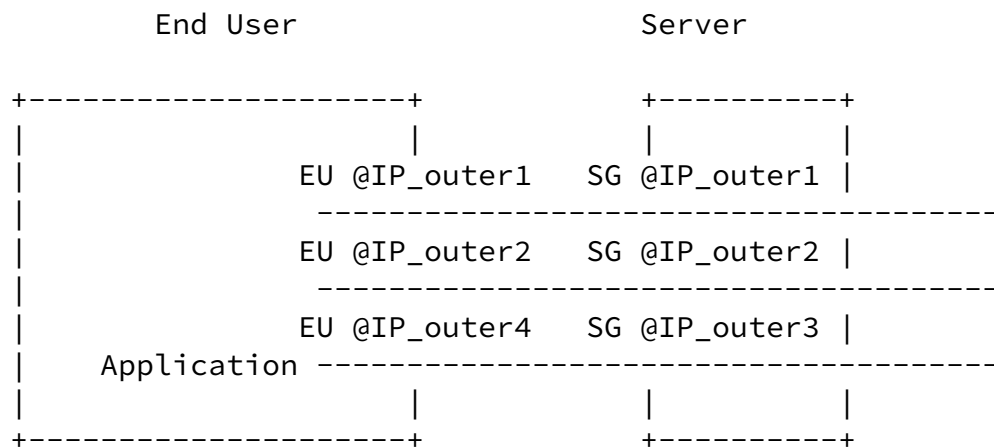 End User Server
EU @IP_outer1 SG @IP_outer1
EU @IP_outer2 SG @IP_outer2
EU @IP_outer4 SG @IP_outer3
Application